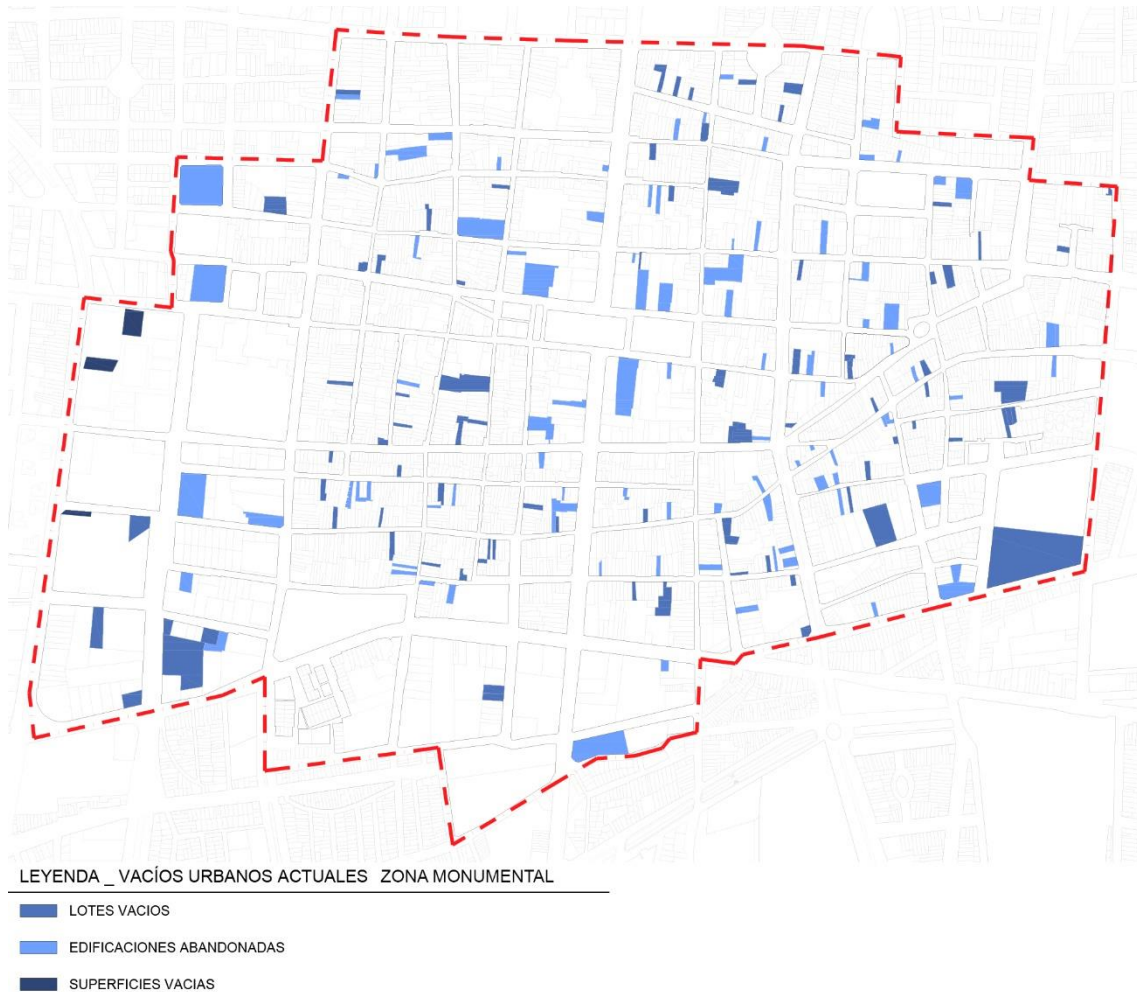 LEYENDA _ VACÍOS URBANOS ACTUALES ZONA MONUMENTAL
LOTES VACIOS
EDIFICACIONES ABANDONADAS
SUPERFICIES VACIAS